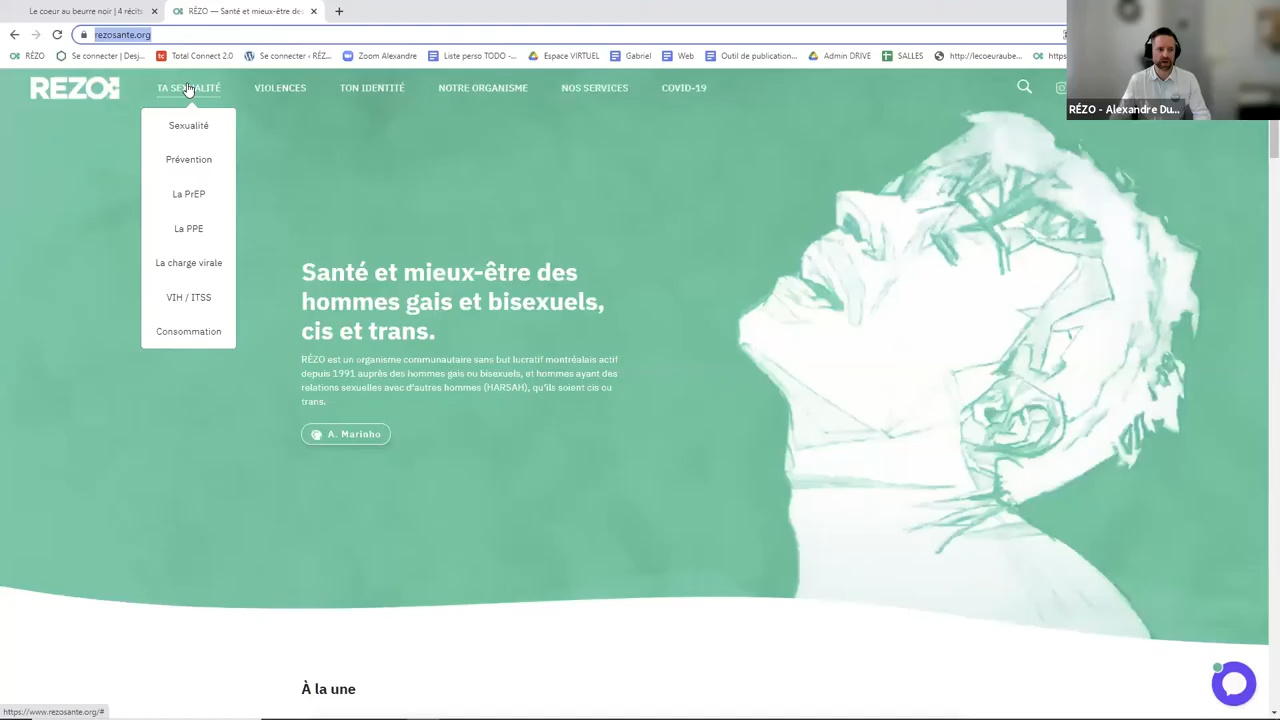 Le coeur au beurre noir | 4 récits
RÉZO — Santé et mieux-être des
rezosante.org
RÉZO
Se connecter | Desj...
Total Connect 2.0
Se connecter ‹ RÉZ...
Zoom Alexandre
Liste perso TODO -...
Espace VIRTUEL
Gabriel
Web
Outil de publication...
Admin DRIVE
SALLES
http://lecoeuraube...
https
REZO
TA SEXUALITÉ
VIOLENCES
TON IDENTITÉ
NOTRE ORGANISME
NOS SERVICES
COVID-19
RÉZO - Alexandre Du...
Sexualité
Prévention
La PrEP
La PPE
La charge virale
VIH / ITSS
Consommation
Santé et mieux-être des
hommes gais et bisexuels,
cis et trans.
RÉZO est un organisme communautaire sans but lucratif montréalais actif
depuis 1991 auprès des hommes gais ou bisexuels, et hommes ayant des
relations sexuelles avec d'autres hommes (HARSAH), qu'ils soient cis ou
trans.
A. Marinho
À la une
https://www.rezosante.org/#